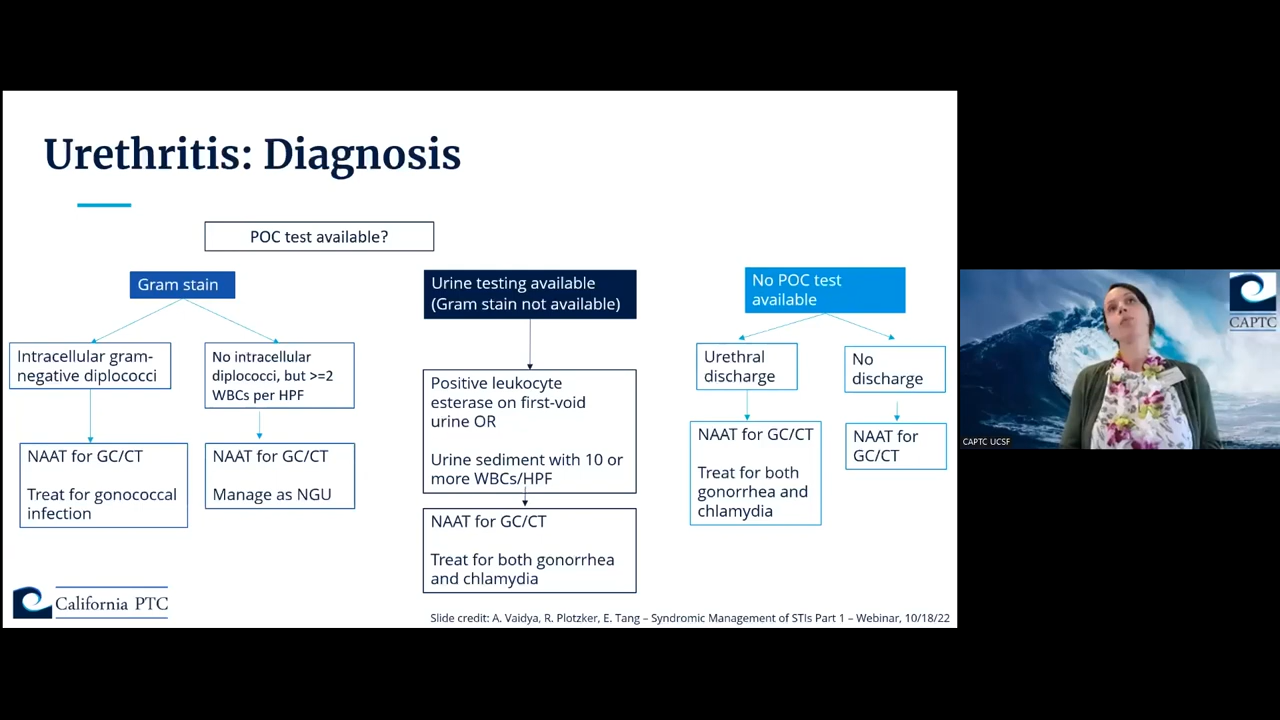 Urethritis: Diagnosis
POC test available?
Gram stain
Intracellular gram-
negative diplococci
NAAT for GC/CT
Treat for gonococcal
infection
No intracellular
diplococci, but >=2
WBCs per HPF
NAAT for GC/CT
Manage as NGU
Urine testing available
(Gram stain not available)
Positive leukocyte
esterase on first-void
urine OR
Urine sediment with 10 or
more WBCs/HPF
NAAT for GC/CT
Treat for both gonorrhea
and chlamydia
No POC test
available
Urethral
discharge
NAAT for GC/CT
Treat for both
gonorrhea and
chlamydia
No
discharge
NAAT for
GC/CT
California PTC
Slide credit: A. Vaidya, R. Plotzker, E. Tang – Syndromic Management of STIs Part 1 – Webinar, 10/18/22
CAPTC
CAPTC UCSF